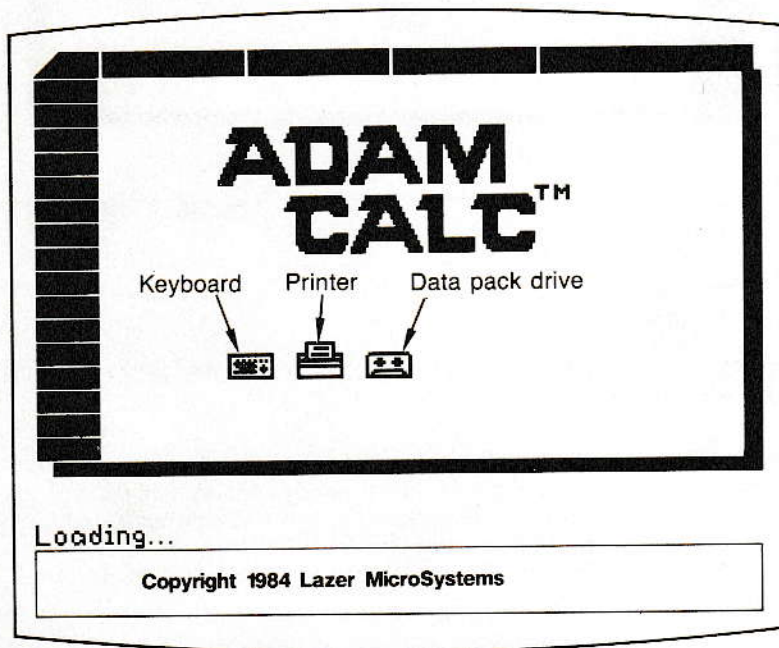 ADAM
CALC™
Keyboard Printer Data pack drive
Loading...
Copyright 1984 Lazer MicroSystems